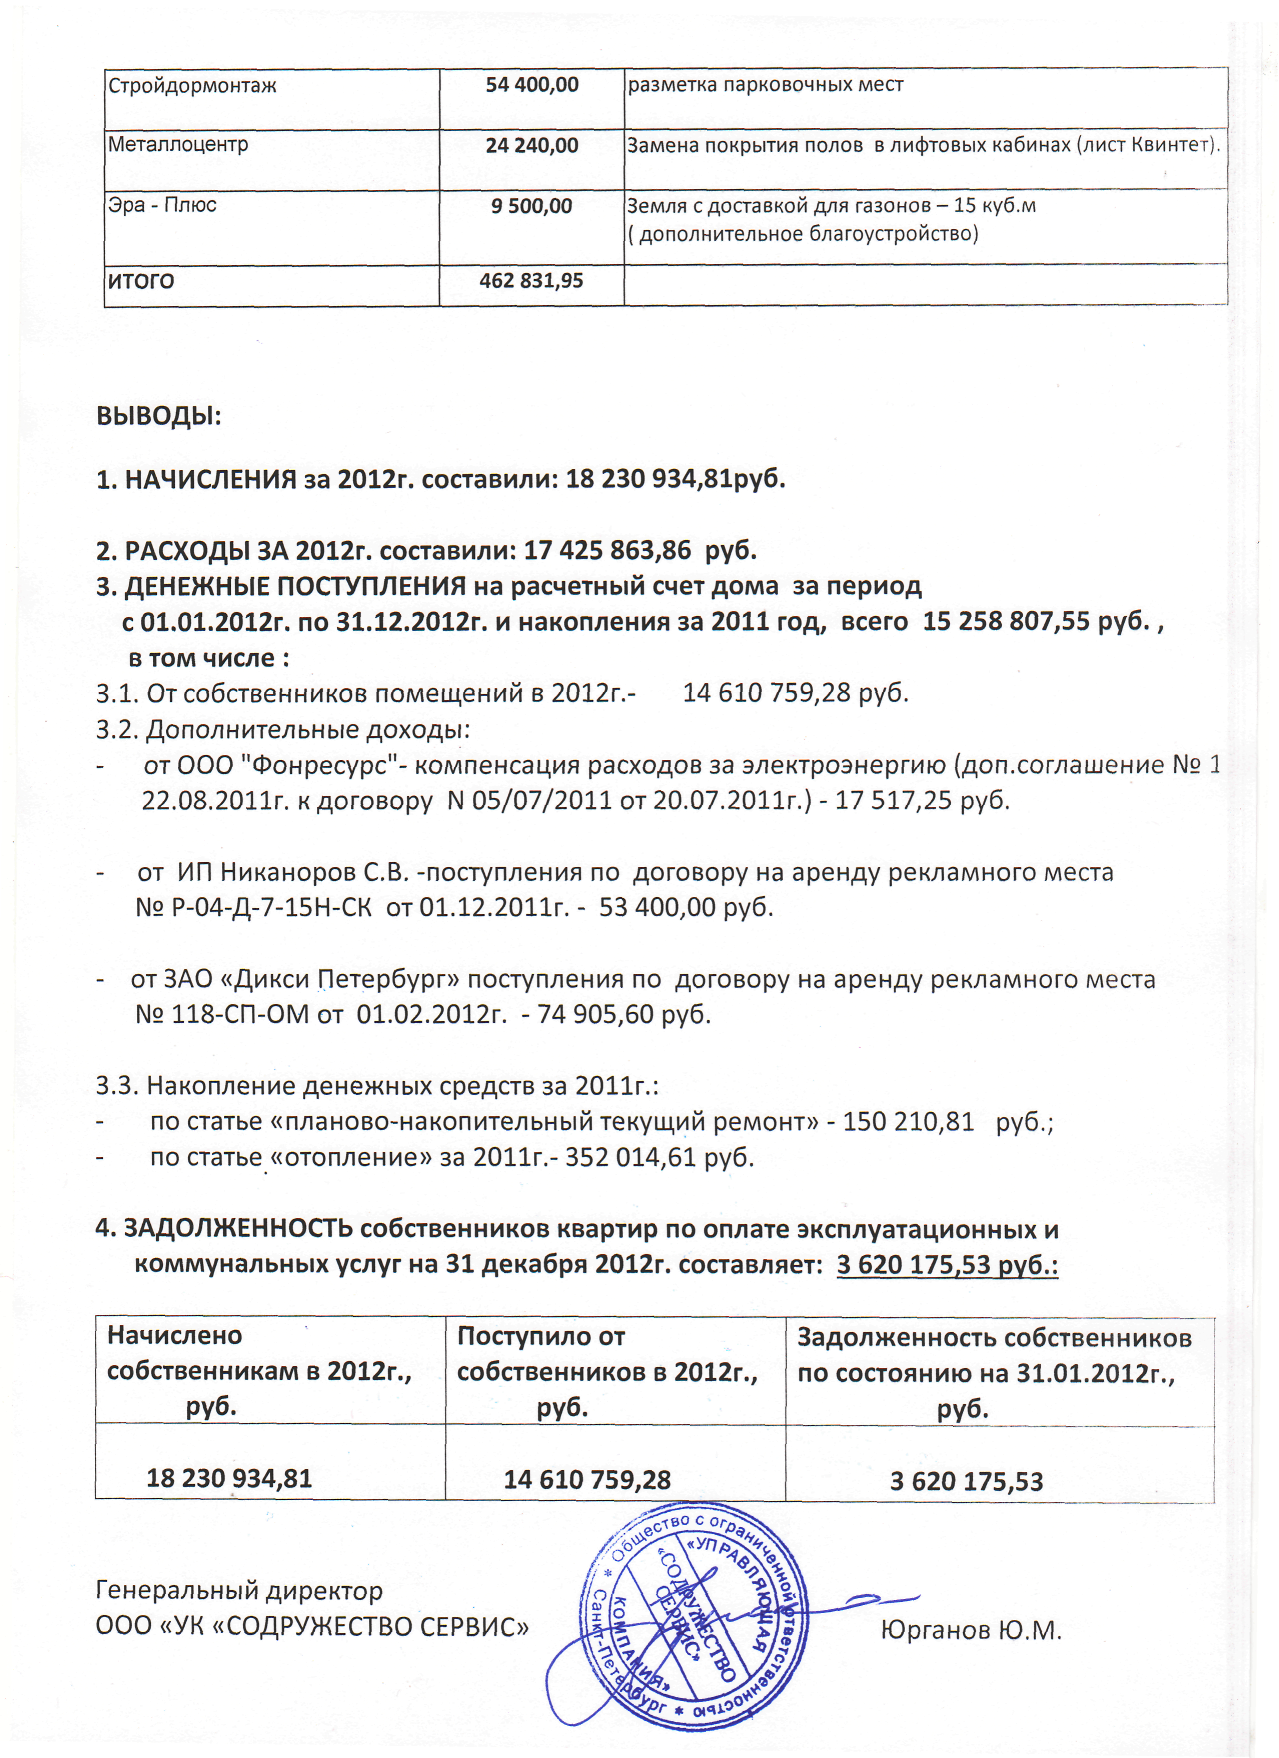 Стройдормонтаж 54 400,00 разметка парковочных мест
Металлоцентр 24 240,00 Замена покрытия полов в лифтовых кабинах (лист Квинтет).
Эра - Плюс 9 500,00 Земля с доставкой для газонов – 15 куб.м
( дополнительное благоустройство)
ИТОГО 462 831,95
ВЫВОДЫ:
1. НАЧИСЛЕНИЯ за 2012г. составили: 18 230 934,81руб.
2. РАСХОДЫ ЗА 2012г. составили: 17 425 863,86 руб.
3. ДЕНЕЖНЫЕ ПОСТУПЛЕНИЯ на расчетный счет дома за период
с 01.01.2012г. по 31.12.2012г. и накопления за 2011 год, всего 15 258 807,55 руб. ,
в том числе :
3.1. От собственников помещений в 2012г.- 14 610 759,28 руб.
3.2. Дополнительные доходы:
- от ООО "Фонресурс"- компенсация расходов за электроэнергию (доп.соглашение № 1
22.08.2011г. к договору N 05/07/2011 от 20.07.2011г.) - 17 517,25 руб.
- от ИП Никаноров С.В. -поступления по договору на аренду рекламного места
№ Р-04-Д-7-15Н-СК от 01.12.2011г. - 53 400,00 руб.
- от ЗАО «Дикси Петербург» поступления по договору на аренду рекламного места
№ 118-СП-ОМ от 01.02.2012г. - 74 905,60 руб.
3.3. Накопление денежных средств за 2011г.:
- по статье «планово-накопительный текущий ремонт» - 150 210,81 руб.;
- по статье «отопление» за 2011г.- 352 014,61 руб.
4. ЗАДОЛЖЕННОСТЬ собственников квартир по оплате эксплуатационных и
коммунальных услуг на 31 декабря 2012г. составляет: 3 620 175,53 руб.:
Начислено Поступило от Задолженность собственников
собственникам в 2012г., собственников в 2012г., по состоянию на 31.01.2012г.,
руб. руб. руб.
18 230 934,81 14 610 759,28 3 620 175,53
Генеральный директор
ООО «УК «СОДРУЖЕСТВО СЕРВИС» Юрганов Ю.М.
* Общество с ограниченной ответственностью * Санкт-Петербург
«УПРАВЛЯЮЩАЯ КОМПАНИЯ»
«СОДРУЖЕСТВО
СЕРВИС»